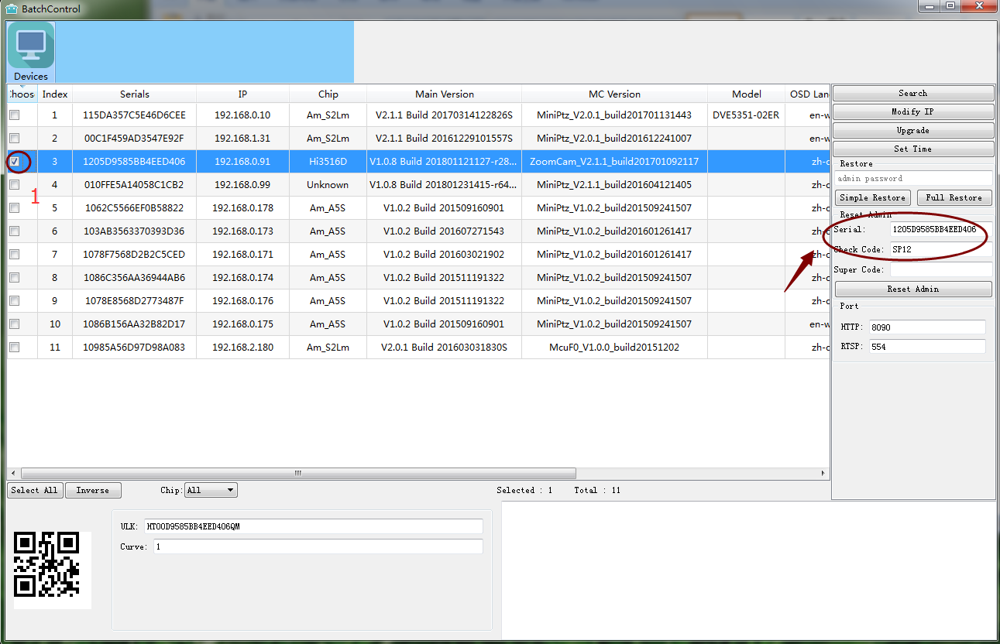 BatchControl
Devices
:hoos Index Serials IP Chip Main Version MC Version Model OSD Lan
1 115DA357C5E46D6CEE 192.168.0.10 Am_S2Lm V2.1.1 Build 20170314122826S MiniPtz_V2.0.1_build201701131443 DVE5351-02ER en-w
2 00C1F459AD3547E92F 192.168.1.31 Am_S2Lm V2.1.1 Build 20161229101557S MiniPtz_V2.0.1_build201612241007 en-w
3 1205D9585BB4EED406 192.168.0.91 Hi3516D V1.0.8 Build 201801121127-r28... ZoomCam_V2.1.1_build201701092117 zh-c
4 010FFE5A14058C1CB2 192.168.0.99 Unknown V1.0.8 Build 201801231415-r64... MiniPtz_V2.1.1_build201604121405 zh-c
1
5 1062C5566EF0B58822 192.168.0.178 Am_A5S V1.0.2 Build 201509160901 MiniPtz_V1.0.2_build201509241507 zh-c
6 103AB3563370393D36 192.168.0.173 Am_A5S V1.0.2 Build 201607271543 MiniPtz_V1.0.2_build201601261417 zh-c
7 1078F7568D2B2C5CED 192.168.0.171 Am_A5S V1.0.2 Build 201603021902 MiniPtz_V1.0.2_build201601261417 zh-c
8 1086C356AA36944AB6 192.168.0.174 Am_A5S V1.0.2 Build 201511191322 MiniPtz_V1.0.2_build201509241507 zh-c
9 1078E8568D2773487F 192.168.0.176 Am_A5S V1.0.2 Build 201511191322 MiniPtz_V1.0.2_build201509241507 zh-c
10 1086B156AA32B82D17 192.168.0.175 Am_A5S V1.0.2 Build 201509160901 MiniPtz_V1.0.2_build201509241507 en-w
11 10985A56D97D98A083 192.168.2.180 Am_S2Lm V2.0.1 Build 201603031830S McuF0_V1.0.0_build20151202 zh-c
Search
Modify IP
Upgrade
Set Time
Restore
admin password
Simple Restore Full Restore
Reset Admin
Serial: 1205D9585BB4EED406
Check Code: SP12
Super Code:
Reset Admin
Port
HTTP: 8090
RTSP: 554
Select All Inverse Chip: All Selected : 1 Total : 11
ULK: HT00D9585BB4EED406QM
Curve: 1